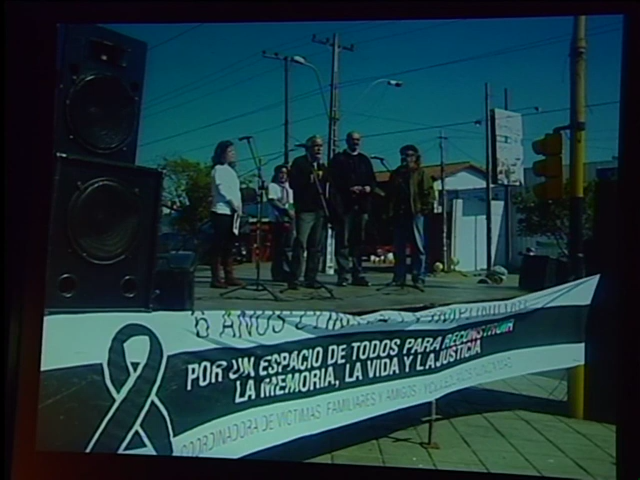 6 AÑOS
POR UN ESPACIO DE TODOS PARA RECONSTRUIR
LA MEMORIA, LA VIDA Y LA JUSTICIA
COORDINADORA DE VICTIMAS FAMILIARES Y AMIGOS